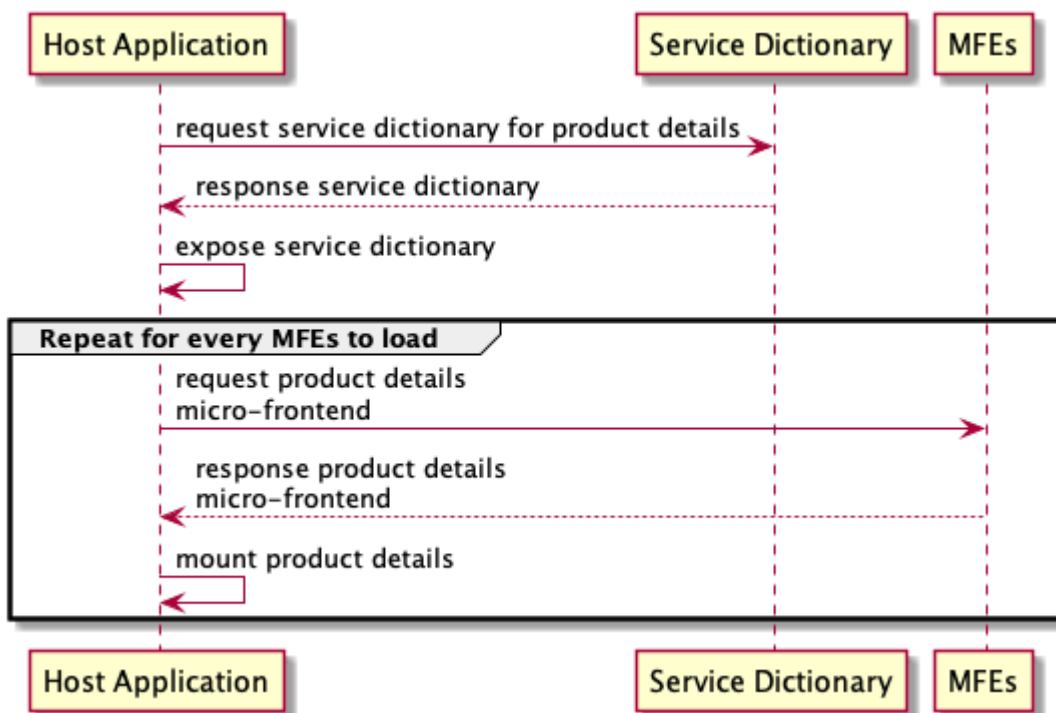 Host Application
Service Dictionary
MFEs
request service dictionary for product details
response service dictionary
expose service dictionary
Repeat for every MFEs to load
request product details
micro-frontend
response product details
micro-frontend
mount product details
Host Application
Service Dictionary
MFEs